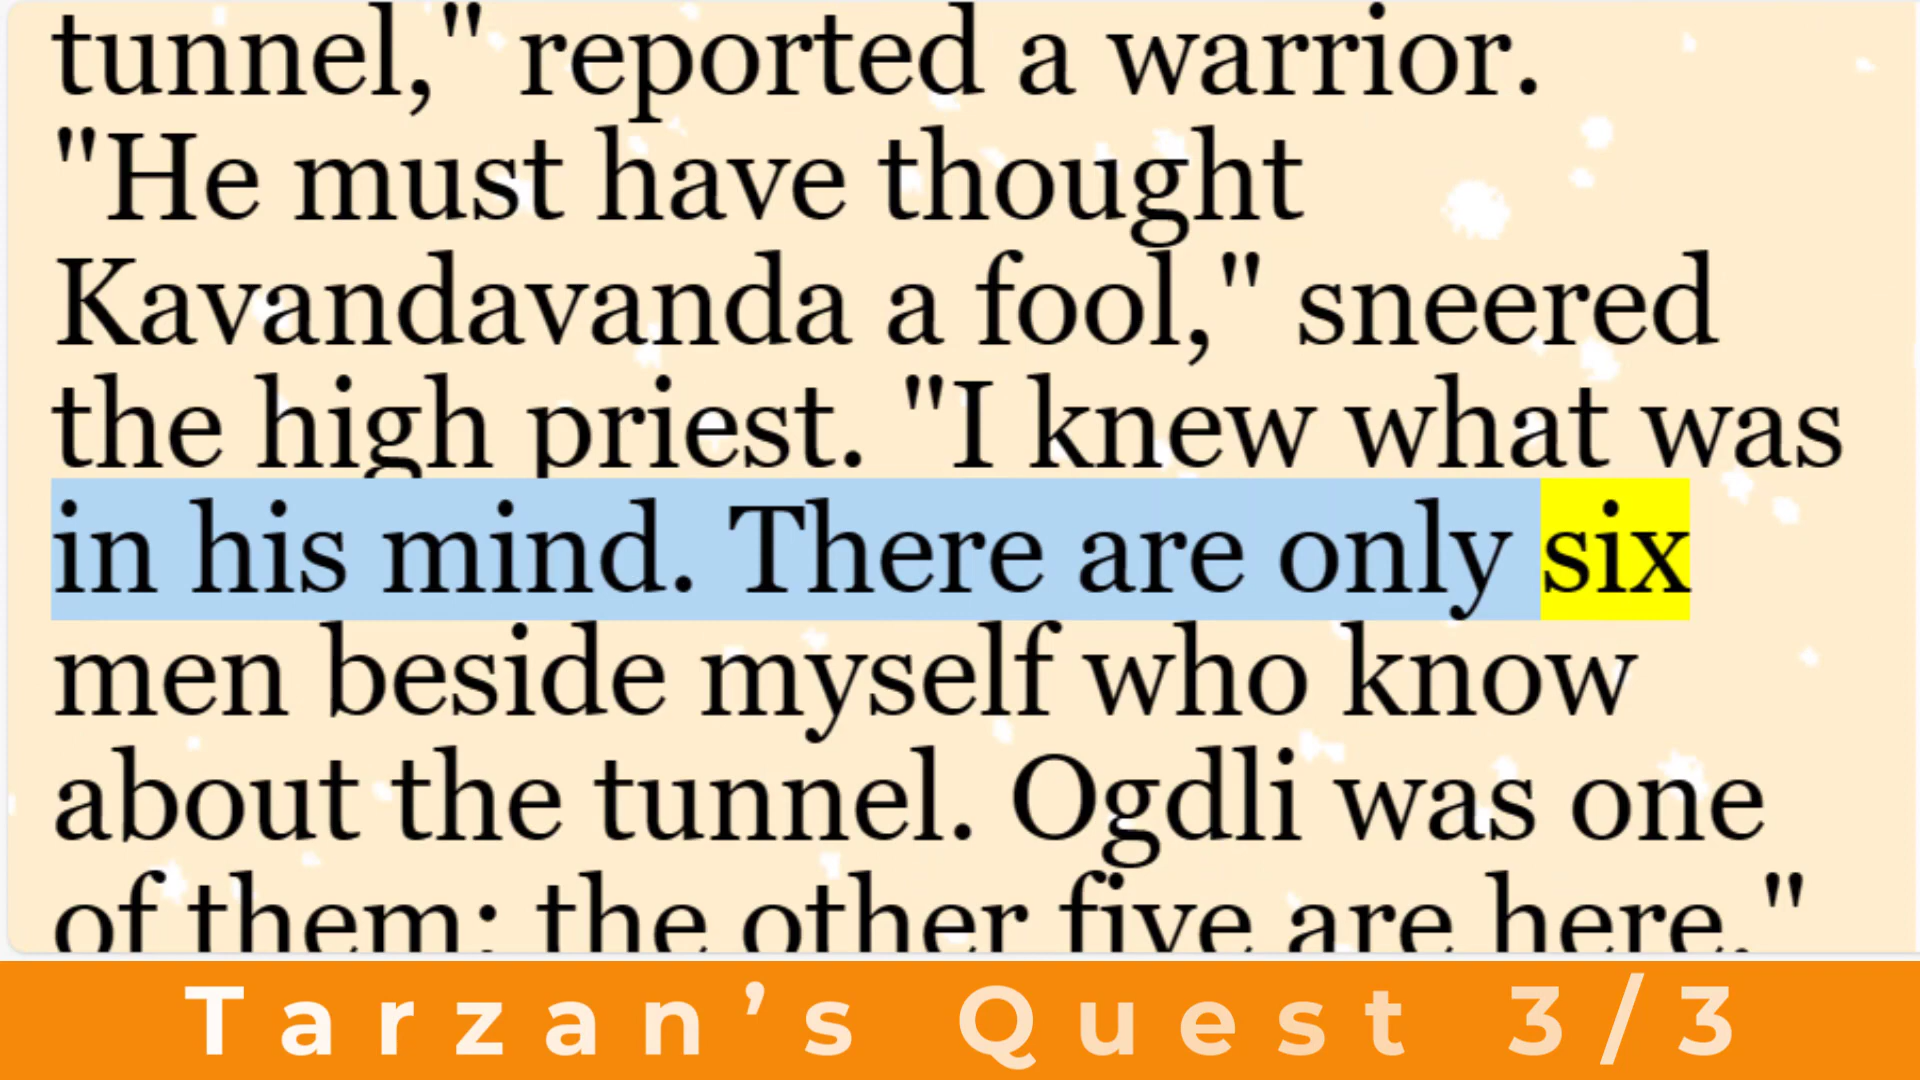 tunnel," reported a warrior.
"He must have thought
Kavandavanda a fool," sneered
the high priest. "I knew what was
in his mind. There are only six
men beside myself who know
about the tunnel. Ogdli was one
of them; the other five are here."
Tarzan’s Quest 3/3